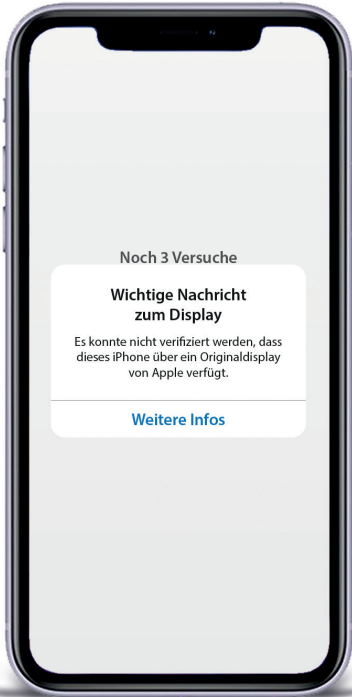 Noch 3 Versuche
Wichtige Nachricht
zum Display
Es konnte nicht verifiziert werden, dass
dieses iPhone über ein Originaldisplay
von Apple verfügt.
Weitere Infos